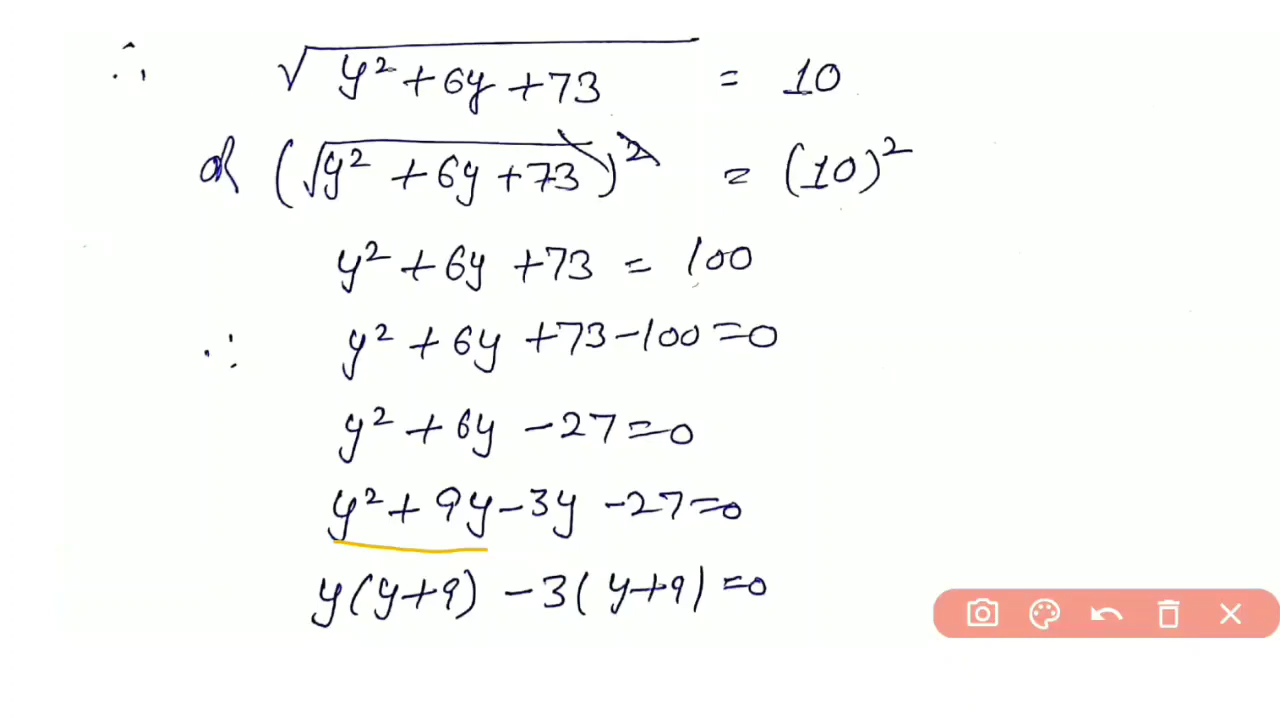 ∴ √(y² + 6y + 73) = 10
or (√(y² + 6y + 73))² = (10)²
y² + 6y + 73 = 100
∴ y² + 6y + 73 - 100 = 0
y² + 6y - 27 = 0
y² + 9y - 3y - 27 = 0
y(y+9) - 3(y+9) = 0